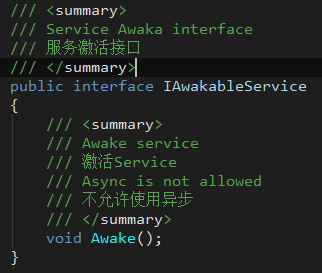 /// <summary>
/// Service Awaka interface
/// 服务激活接口
/// </summary>
public interface IAwakableService
{
/// <summary>
/// Awake service
/// 激活Service
/// Async is not allowed
/// 不允许使用异步
/// </summary>
void Awake();
}